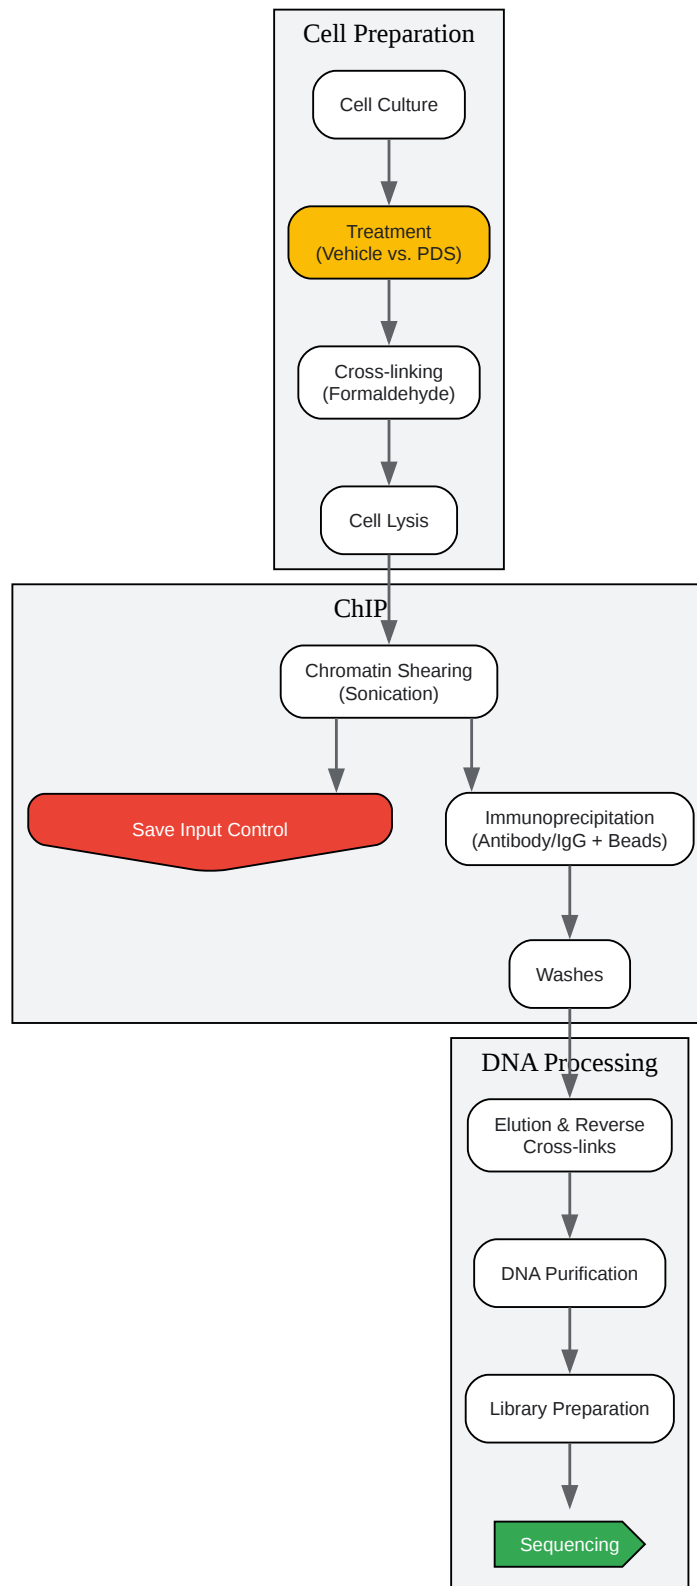 Cell Preparation
Cell Culture
Treatment
(Vehicle vs. PDS)
Cross-linking
(Formaldehyde)
Cell Lysis
ChIP
Chromatin Shearing
(Sonication)
Save Input Control
Immunoprecipitation
(Antibody/IgG + Beads)
Washes
DNA Processing
Elution & Reverse
Cross-links
DNA Purification
Library Preparation
Sequencing